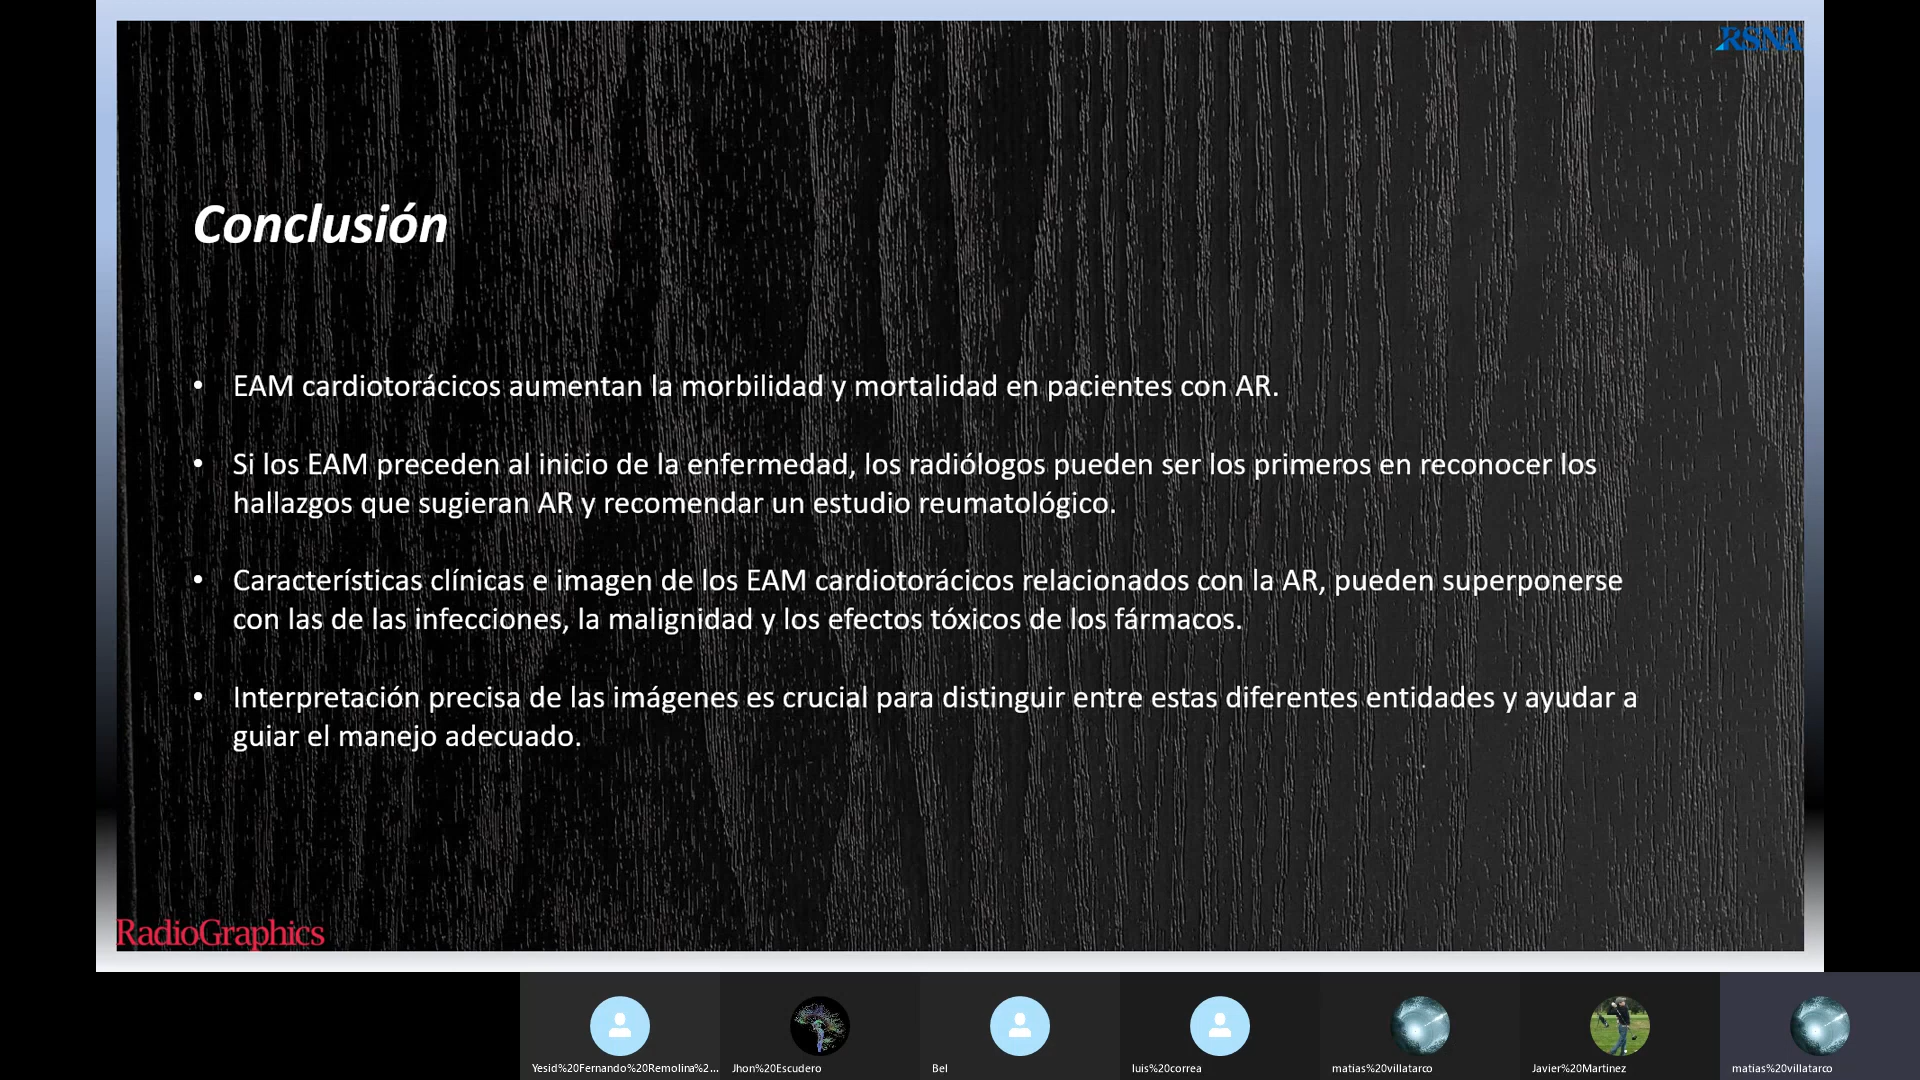 RSNA
Conclusión
• EAM cardiotorácicos aumentan la morbilidad y mortalidad en pacientes con AR.
• Si los EAM preceden al inicio de la enfermedad, los radiólogos pueden ser los primeros en reconocer los
hallazgos que sugieran AR y recomendar un estudio reumatológico.
• Características clínicas e imagen de los EAM cardiotorácicos relacionados con la AR, pueden superponerse
con las de las infecciones, la malignidad y los efectos tóxicos de los fármacos.
• Interpretación precisa de las imágenes es crucial para distinguir entre estas diferentes entidades y ayudar a
guiar el manejo adecuado.
RadioGraphics
Yesid%20Fernando%20Remolina%2...
Jhon%20Escudero
Bel
luis%20correa
matias%20villatarco
Javier%20Martinez
matias%20villatarco